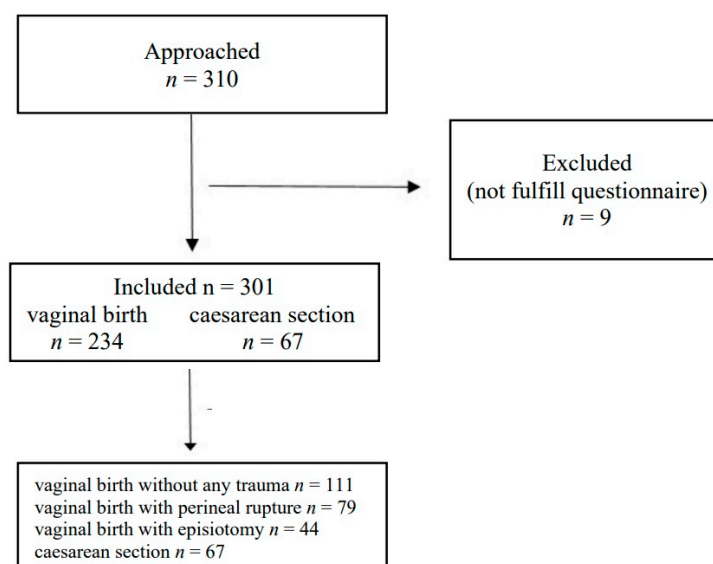 Approached
n = 310
Excluded
(not fulfill questionnaire)
n = 9
Included n = 301
vaginal birth caesarean section
n = 234 n = 67
vaginal birth without any trauma n = 111
vaginal birth with perineal rupture n = 79
vaginal birth with episiotomy n = 44
caesarean section n = 67